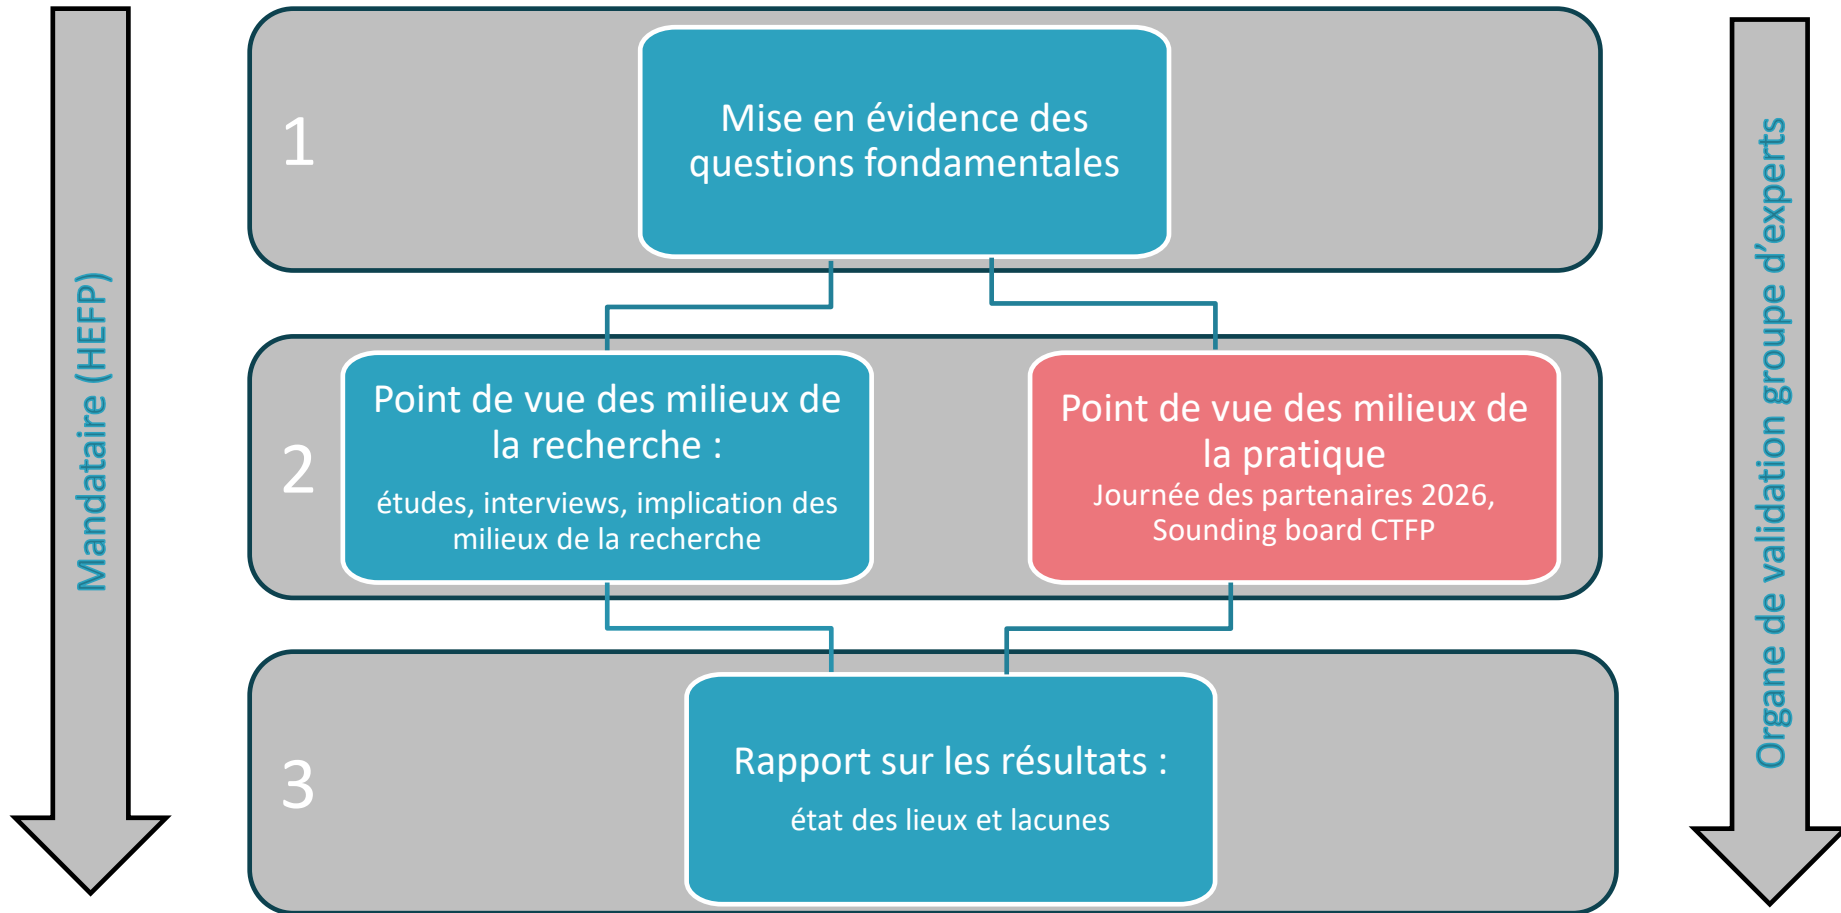 Mandataire (HEFP)
1
Mise en évidence des
questions fondamentales
2
Point de vue des milieux de
la recherche :
études, interviews, implication des
milieux de la recherche
Point de vue des milieux de
la pratique
Journée des partenaires 2026,
Sounding board CTFP
3
Rapport sur les résultats :
état des lieux et lacunes
Organe de validation groupe d'experts